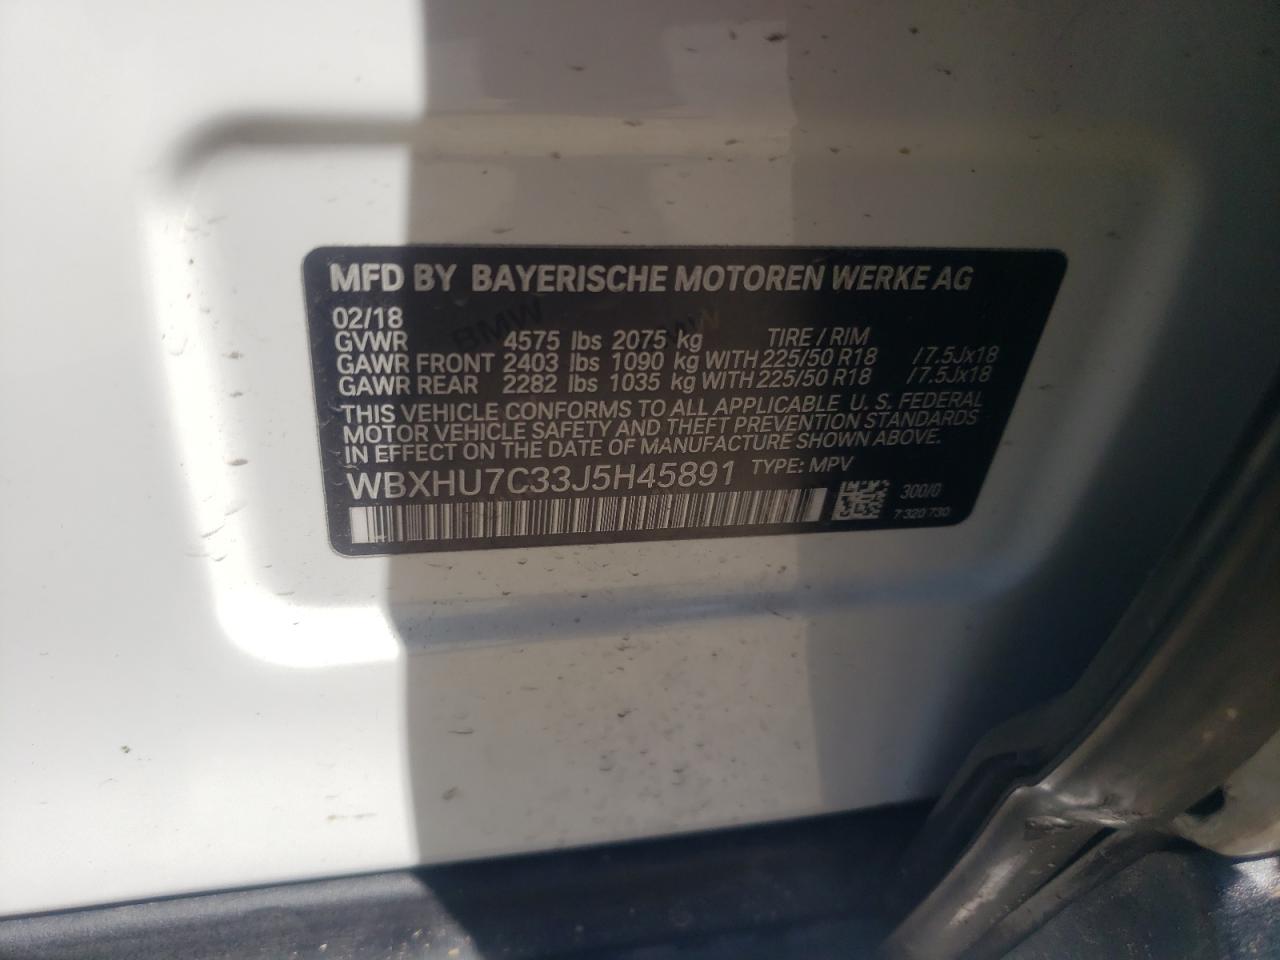 MFD BY BAYERISCHE MOTOREN WERKE AG
02/18
GVWR 4575 lbs 2075 kg TIRE / RIM
GAWR FRONT 2403 lbs 1090 kg WITH 225/50 R18 /7.5Jx18
GAWR REAR 2282 lbs 1035 kg WITH 225/50 R18 /7.5Jx18
THIS VEHICLE CONFORMS TO ALL APPLICABLE U. S. FEDERAL
MOTOR VEHICLE SAFETY AND THEFT PREVENTION STANDARDS
IN EFFECT ON THE DATE OF MANUFACTURE SHOWN ABOVE.
WBXHU7C33J5H45891 TYPE: MPV
300/0
7 320 730
BMW
BMW